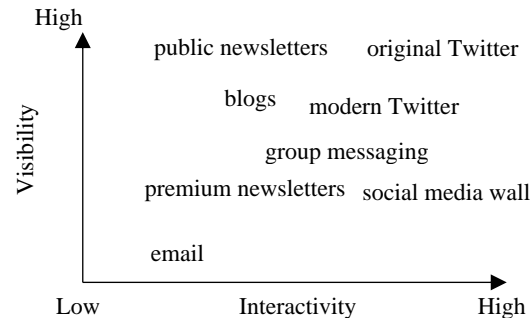 High
public newsletters original Twitter
blogs
modern Twitter
Visibility
group messaging
premium newsletters
social media wall
email
Low Interactivity High